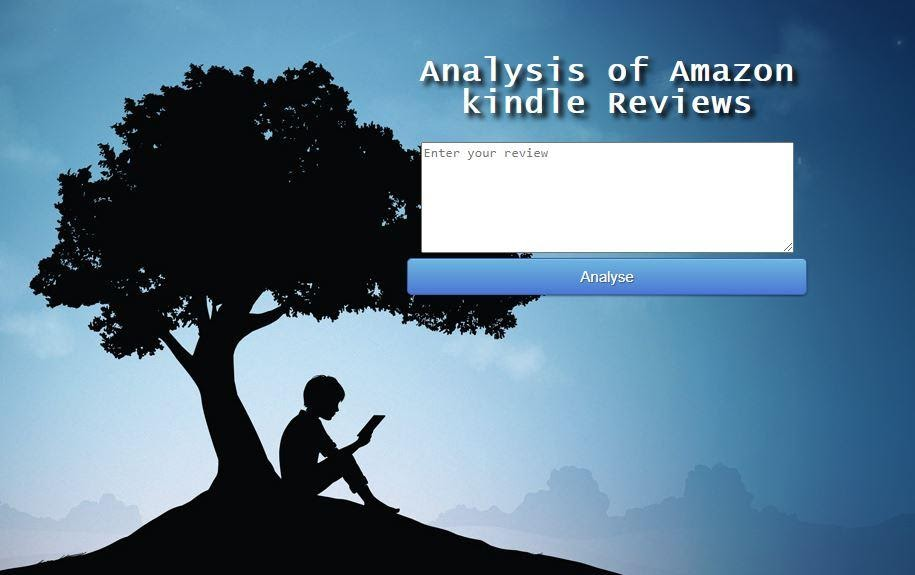 Analysis of Amazon
kindle Reviews
Enter your review
Analyse